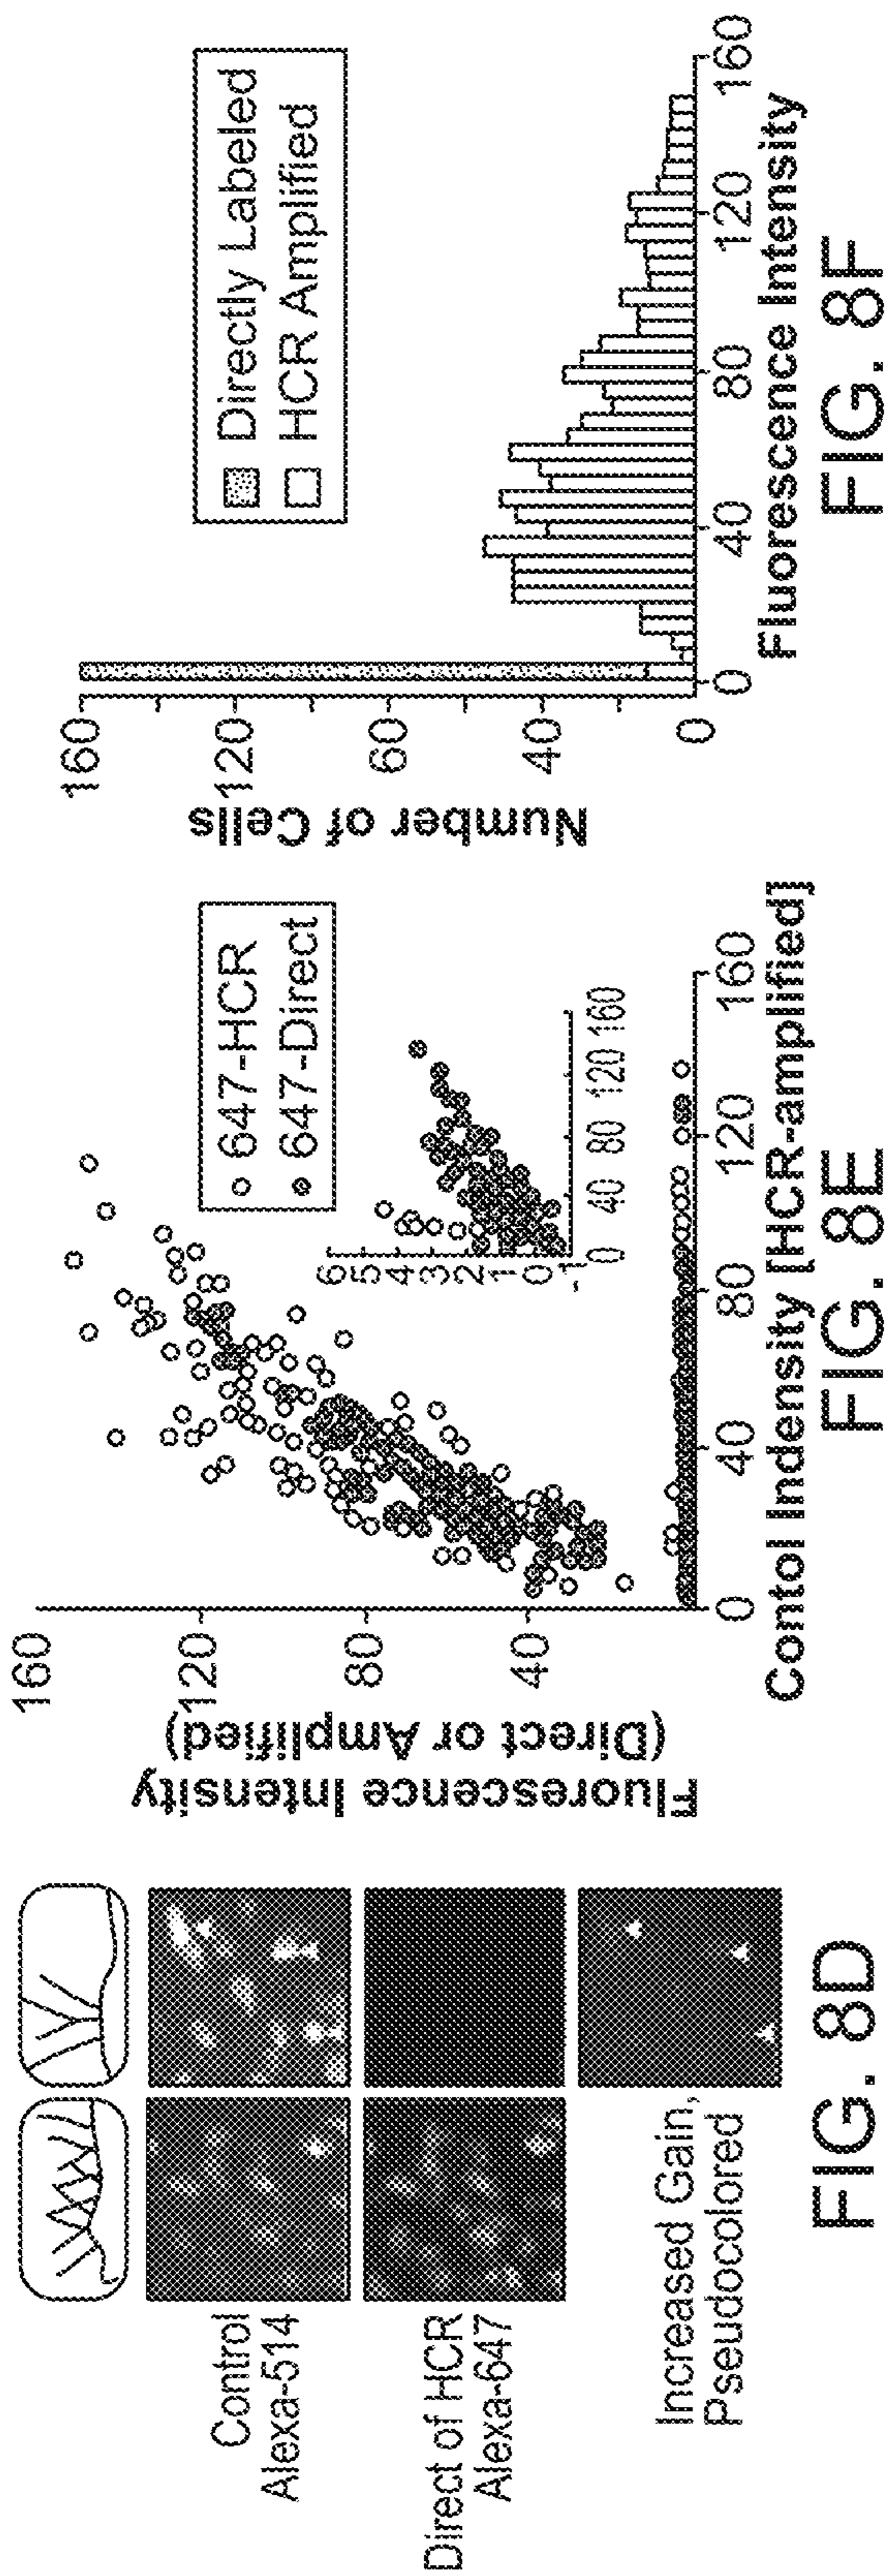 Control
Alexa-514
Direct of HCR
Alexa-647
Increased Gain,
Pseudocolored
FIG. 8D
Fluorescence Intensity
(Direct or Amplified)
160
120
80
40
647-HCR
647-Direct
6
5
4
3
2
1
0
-1
0 40 80 120 160
0 40 80 120 160
Contol Indensity [HCR-amplified]
FIG. 8E
Number of Cells
160
120
60
40
0
Directly Labeled
HCR Amplified
0 40 80 120 160
Fluorescence Intensity
FIG. 8F